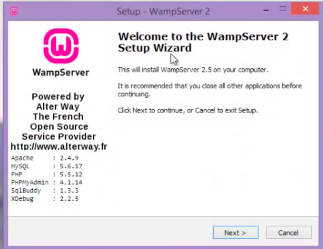 Setup - WampServer 2
Welcome to the WampServer 2
Setup Wizard
This will install WampServer 2.5 on your computer.
It is recommended that you close all other applications before
continuing.
Click Next to continue, or Cancel to exit Setup.
WampServer
Powered by
Alter Way
The French
Open Source
Service Provider
http://www.alterway.fr
Apache : 2.4.9
MySQL : 5.6.17
PHP : 5.5.12
PHPMyAdmin : 4.1.14
SqlBuddy : 1.3.3
XDebug : 2.2.5
Next >
Cancel